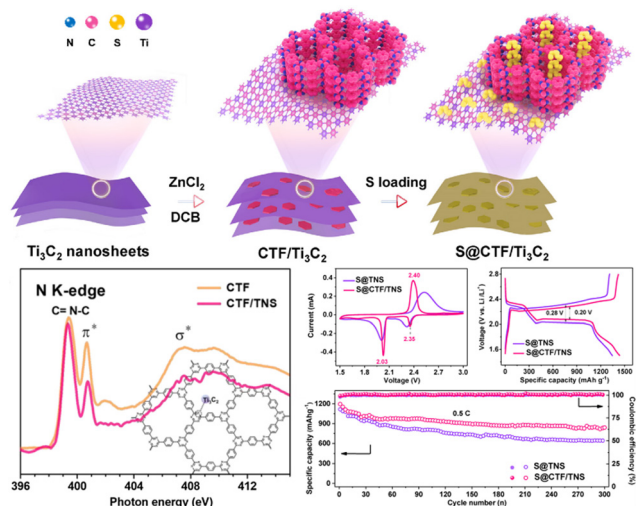 N C S Ti
ZnCl2
DCB
S loading
Ti3C2 nanosheets
CTF/Ti3C2
S@CTF/Ti3C2
N K-edge
C= N-C
π*
σ*
CTF
CTF/TNS
Ti3C2
396 400 404 408 412
Photon energy (eV)
S@TNS
S@CTF/TNS
2.40
2.03
2.35
0.4
0.2
0.0
-0.2
-0.4
Current (mA)
1.5 2.0 2.5 3.0
Voltage (V)
2.8
2.4
2.0
1.6
Voltage (V vs. Li/Li+)
0.28 V
0.20 V
S@TNS
S@CTF/TNS
0 300 600 900 1200 1500
Specific capacity (mAh g-1)
1200
900
600
300
0
Specific capacity (mAhg-1)
0.5 C
100
75
50
25
0
Coulombic efficiency (%)
S@TNS
S@CTF/TNS
0 30 60 90 120 150 180 210 240 270 300
Cycle number (n)